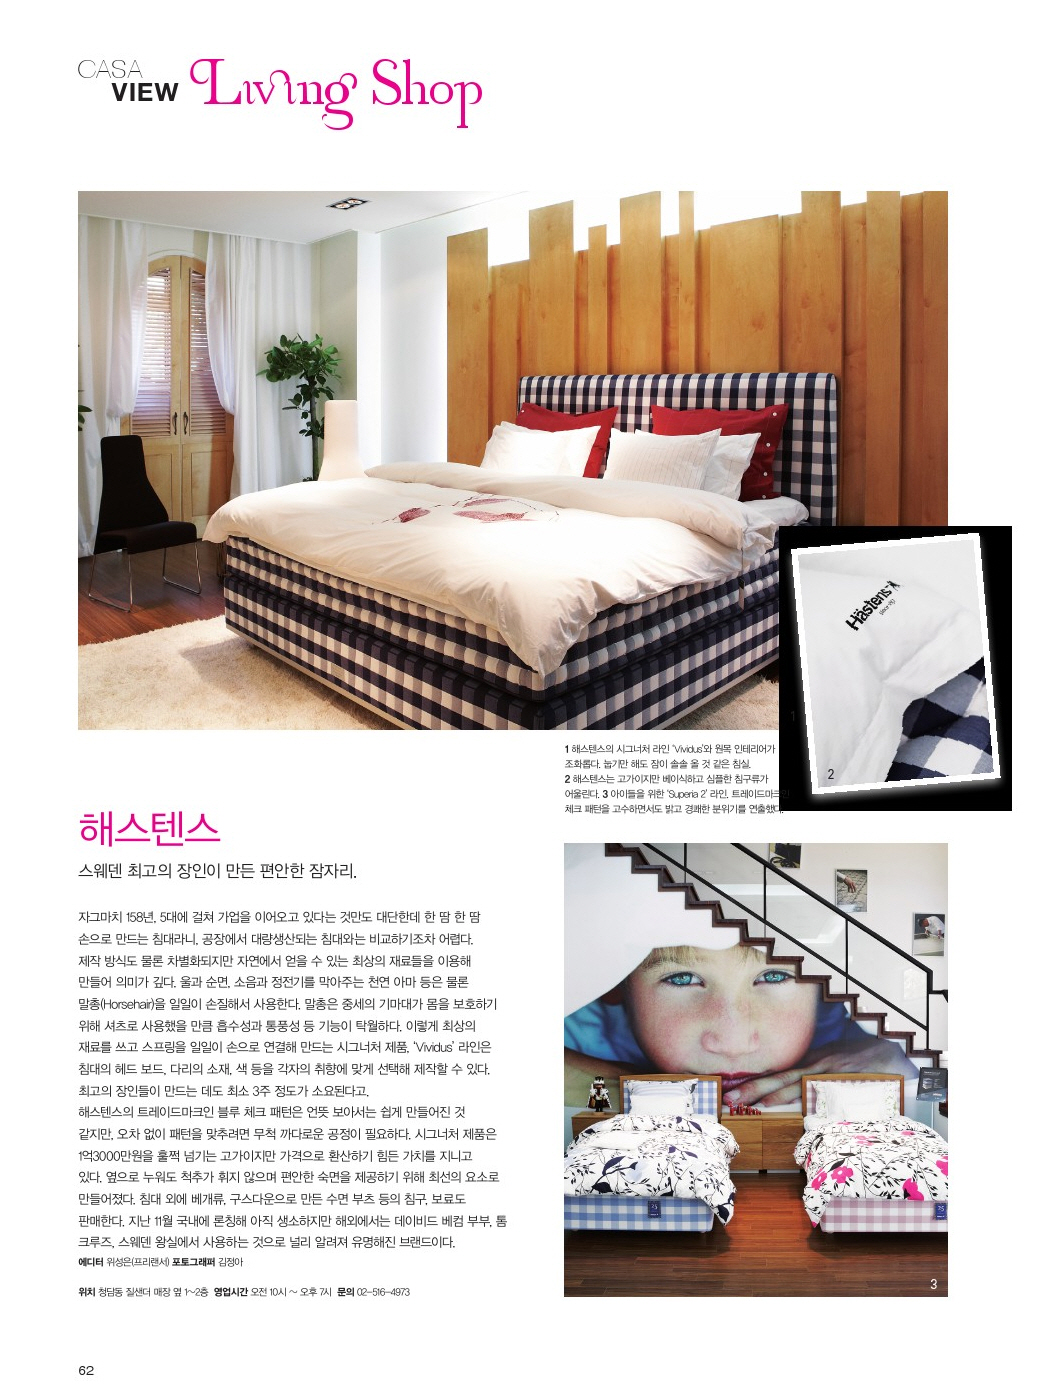 CASA
VIEW Living Shop
Hästens
1
2
1 해스텐스의 시그너처 라인 ‘Vividus’와 원목 인테리어가
조화롭다. 눕기만 해도 잠이 솔솔 올 것 같은 침실.
2 해스텐스는 고가이지만 베이식하고 심플한 침구류가
어울린다. 3 아이들을 위한 ‘Superia 2’ 라인, 트레이드마크인
체크 패턴을 고수하면서도 밝고 경쾌한 분위기를 연출했다.
해스텐스
스웨덴 최고의 장인이 만든 편안한 잠자리.
자그마치 158년, 5대에 걸쳐 가업을 이어오고 있다는 것만도 대단한데 한 땀 한 땀
손으로 만드는 침대라니, 공장에서 대량생산되는 침대와는 비교하기조차 어렵다.
제작 방식도 물론 차별화되지만 자연에서 얻을 수 있는 최상의 재료들을 이용해
만들어 의미가 깊다. 울과 순면, 소음과 정전기를 막아주는 천연 아마 등은 물론
말총(Horsehair)을 일일이 손질해서 사용한다. 말총은 중세의 기마대가 몸을 보호하기
위해 셔츠로 사용했을 만큼 흡수성과 통풍성 등 기능이 탁월하다. 이렇게 최상의
재료를 쓰고 스프링을 일일이 손으로 연결해 만드는 시그너처 제품, ‘Vividus’ 라인은
침대의 헤드 보드, 다리의 소재, 색 등을 각자의 취향에 맞게 선택해 제작할 수 있다.
최고의 장인들이 만드는 데도 최소 3주 정도가 소요된다고.
해스텐스의 트레이드마크인 블루 체크 패턴은 언뜻 보아서는 쉽게 만들어진 것
같지만, 오차 없이 패턴을 맞추려면 무척 까다로운 공정이 필요하다. 시그너처 제품은
1억3000만원을 훌쩍 넘기는 고가이지만 가격으로 환산하기 힘든 가치를 지니고
있다. 옆으로 누워도 척추가 휘지 않으며 편안한 숙면을 제공하기 위해 최선의 요소로
만들어졌다. 침대 외에 베개류, 구스다운으로 만든 수면 부츠 등의 침구, 보료도
판매한다. 지난 11월 국내에 론칭해 아직 생소하지만 해외에서는 데이비드 베컴 부부, 톰
크루즈, 스웨덴 왕실에서 사용하는 것으로 널리 알려져 유명해진 브랜드이다.
에디터 위성은(프리랜서) 포토그래퍼 김정아
위치 청담동 질샌더 매장 옆 1~2층 영업시간 오전 10시 ~ 오후 7시 문의 02-516-4973
3
62